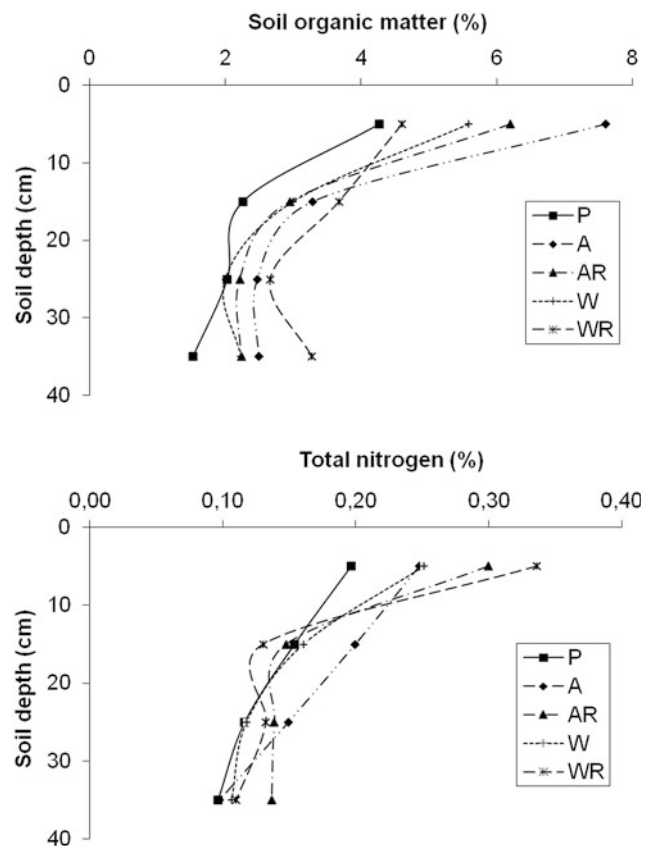 Soil organic matter (%)
0 2 4 6 8
0
10
20
30
40
Soil depth (cm)
P
A
AR
W
WR
Total nitrogen (%)
0,00 0,10 0,20 0,30 0,40
0
10
20
30
40
Soil depth (cm)
P
A
AR
W
WR